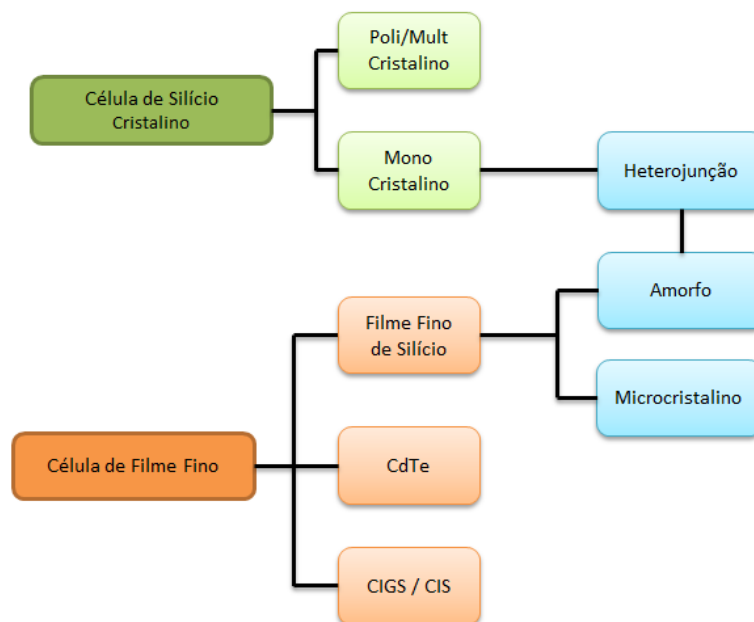 Poli/Mult
Cristalino
Célula de Silício
Cristalino
Mono
Cristalino
Heterojunção
Amorfo
Filme Fino
de Silício
Microcristalino
Célula de Filme Fino
CdTe
CIGS / CIS